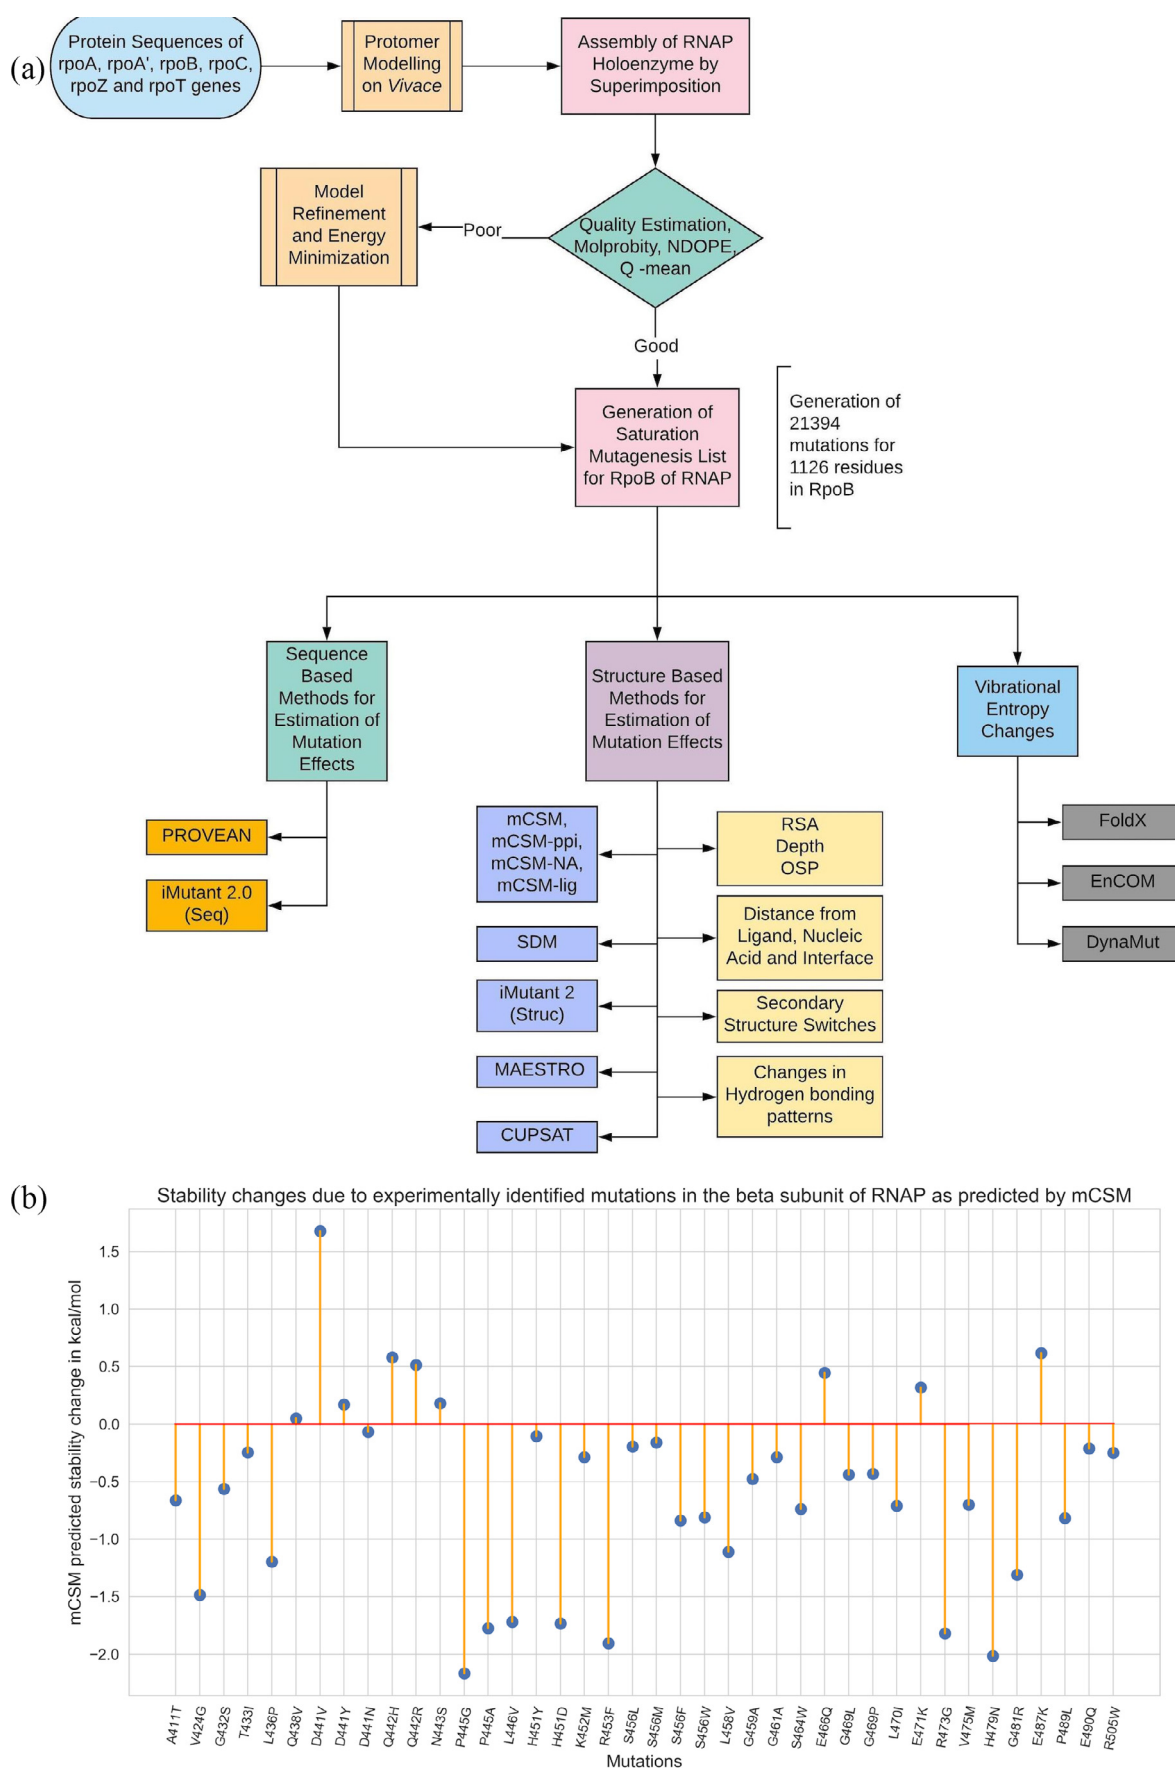 (a)
Protein Sequences of
rpoA, rpoA', rpoB, rpoC,
rpoZ and rpoT genes
Protomer
Modelling
on Vivace
Assembly of RNAP
Holoenzyme by
Superimposition
Model
Refinement
and Energy
Minimization
Poor
Quality Estimation,
Molprobity, NDOPE,
Q -mean
Good
Generation of
Saturation
Mutagenesis List
for RpoB of RNAP
Generation of
21394
mutations for
1126 residues
in RpoB
Sequence
Based
Methods for
Estimation of
Mutation
Effects
Structure Based
Methods for
Estimation of
Mutation Effects
Vibrational
Entropy
Changes
PROVEAN
iMutant 2.0
(Seq)
mCSM,
mCSM-ppi,
mCSM-NA,
mCSM-lig
SDM
iMutant 2
(Struc)
MAESTRO
CUPSAT
RSA
Depth
OSP
Distance from
Ligand, Nucleic
Acid and Interface
Secondary
Structure Switches
Changes in
Hydrogen bonding
patterns
FoldX
EnCOM
DynaMut
(b)
Stability changes due to experimentally identified mutations in the beta subunit of RNAP as predicted by mCSM
mCSM predicted stability change in kcal/mol
1.5
1.0
0.5
0.0
−0.5
−1.0
−1.5
−2.0
A411T
V424G
G432S
T433I
L436P
Q438V
D441V
D441Y
D441N
Q442H
Q442R
N443S
P445G
P445A
L446V
H451Y
H451D
K452M
R453F
S456L
S456M
S456F
S456W
L458V
G459A
G461A
S464W
E466Q
G469L
G469P
L470I
E471K
R473G
V475M
H479N
G481R
E487K
P489L
E490Q
R505W
Mutations